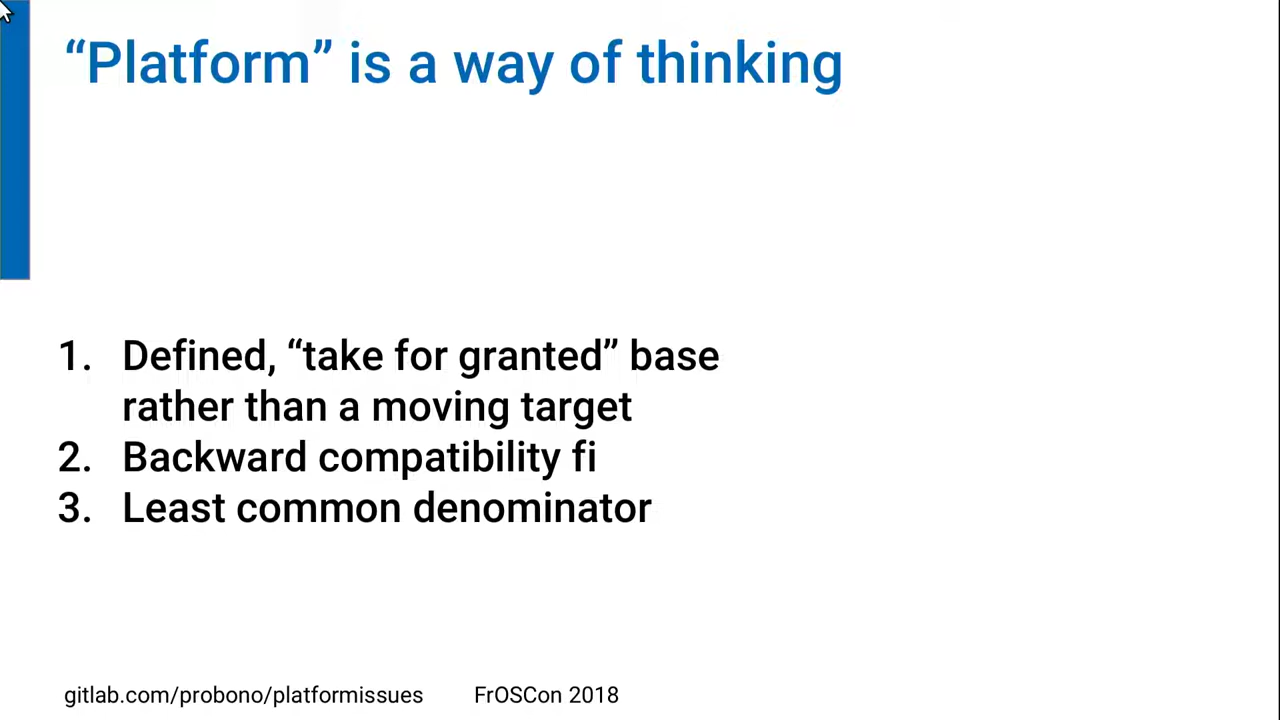 “Platform” is a way of thinking
1. Defined, “take for granted” base
rather than a moving target
2. Backward compatibility fi
3. Least common denominator
gitlab.com/probono/platformissues FrOSCon 2018